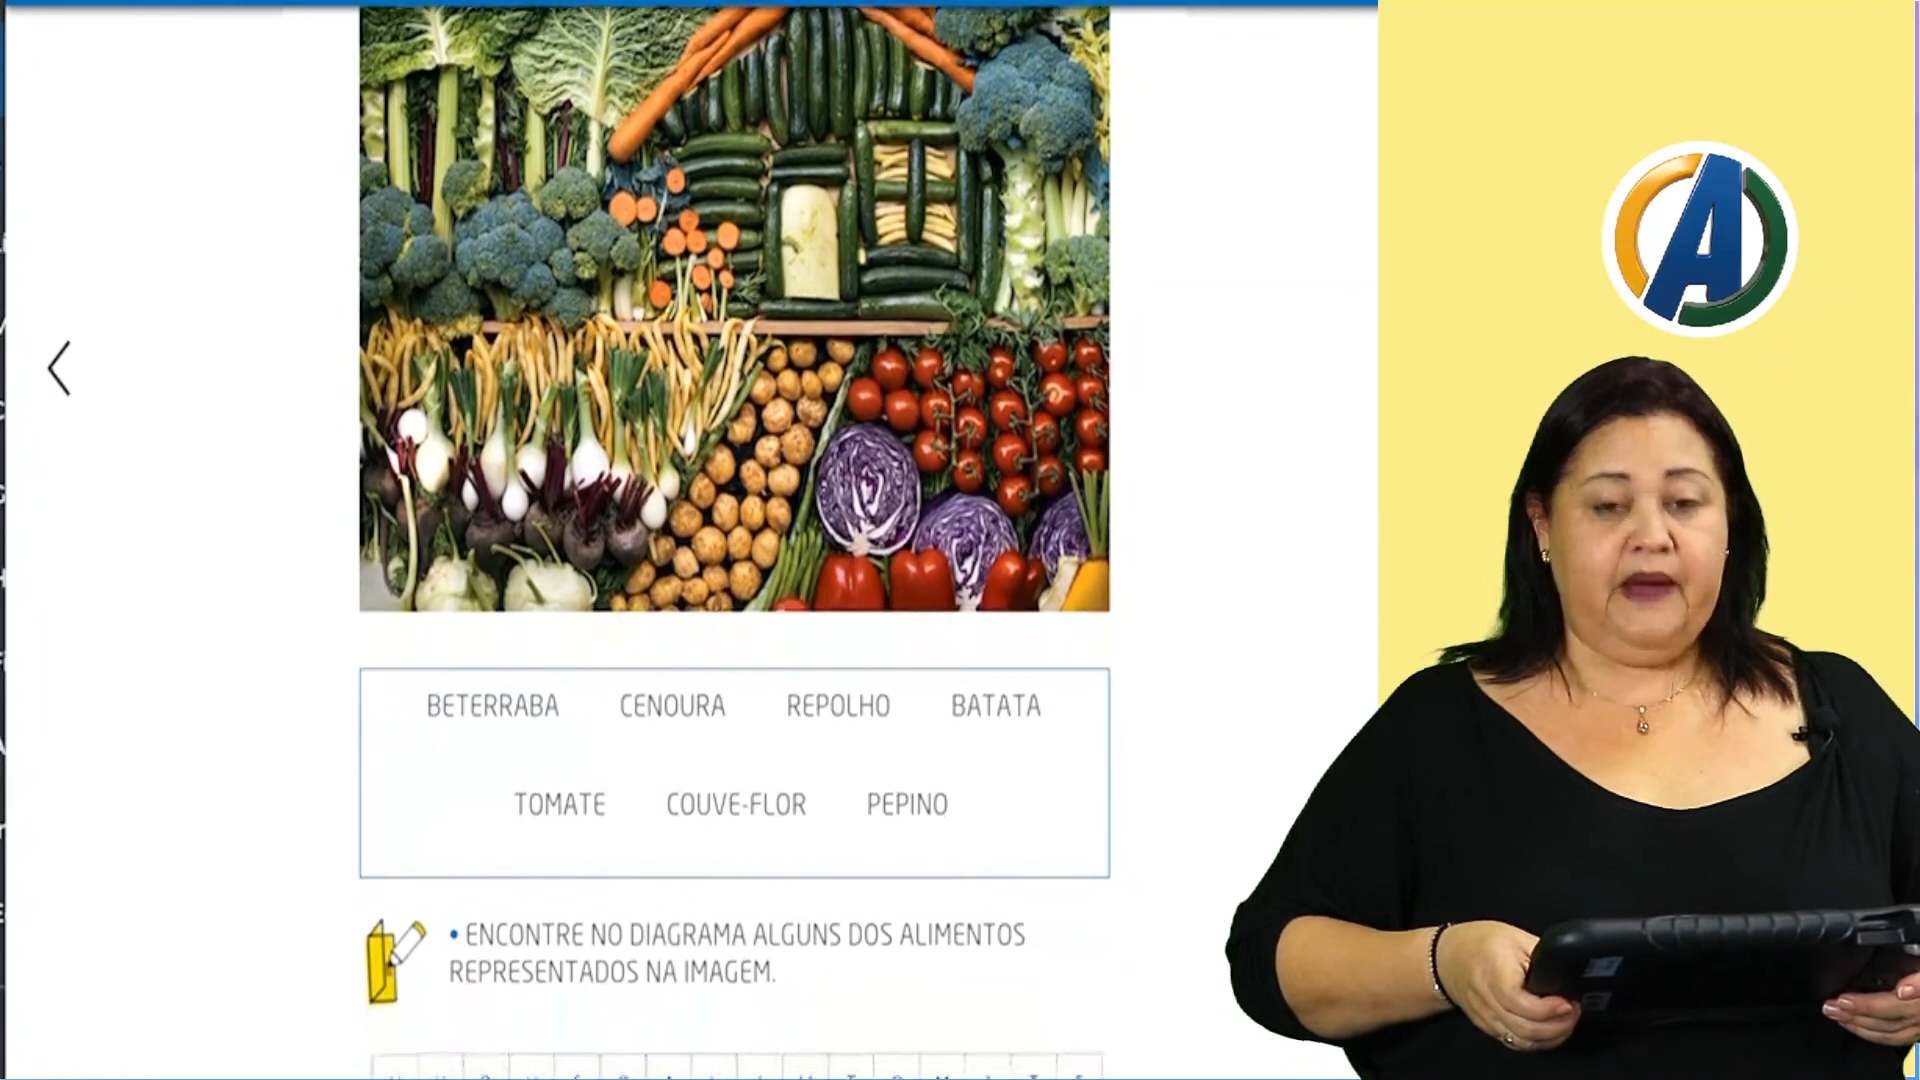 A
BETERRABA CENOURA REPOLHO BATATA
TOMATE COUVE-FLOR PEPINO
• ENCONTRE NO DIAGRAMA ALGUNS DOS ALIMENTOS
REPRESENTADOS NA IMAGEM.